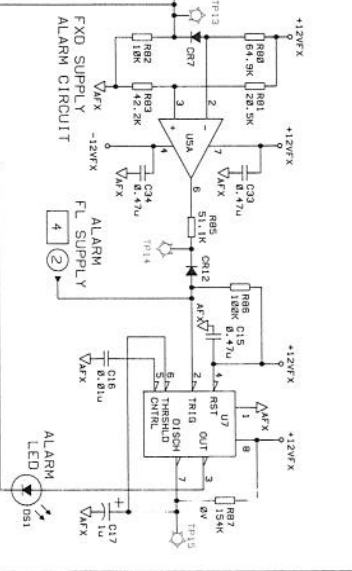 TP13
+12VFX
R82
10K
CR7
R80
64.9K
FXD SUPPLY
ALARM CIRCUIT
AFX
R83
42.2K
R81
20.5K
3
2
+
-
U5A
-12VFX
4
7
+12VFX
AFX
C34
0.47u
6
C33
0.47u
AFX
R85
51.1K
ALARM
FL SUPPLY
4
2
TP14
CR12
R86
100K
AFX
C15
0.47u
+12VFX
C16
0.01u
AFX
5
6
2
4
CNTRL
THRSHLD
TRIG
RST
U7
DISCH
OUT
1
AFX
8
+12VFX
7
3
ALARM
LED
DS1
+
C17
1u
AFX
TP15
0V
R87
154K